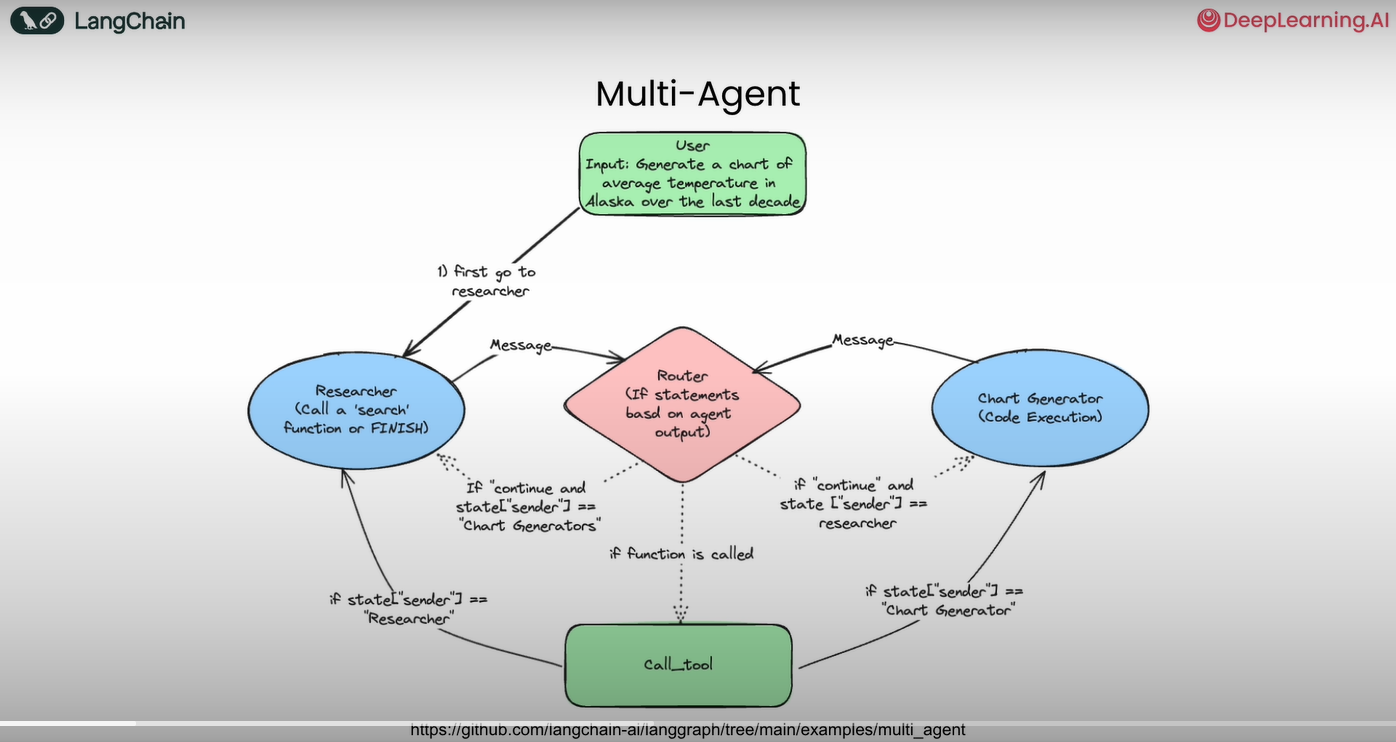 LangChain
DeepLearning.AI
Multi-Agent
User
Input: Generate a chart of
average temperature in
Alaska over the last decade
1) first go to
researcher
Message
Message
Researcher
(Call a 'search'
function or FINISH)
Router
(If statements
basd on agent
output)
Chart Generator
(Code Execution)
If "continue and
state["sender"] ==
"Chart Generators"
if "continue" and
state ["sender"] ==
researcher
if function is called
if state["sender"] ==
"Researcher"
if state["sender"] ==
"Chart Generator"
Call_tool
https://github.com/langchain-ai/langgraph/tree/main/examples/multi_agent